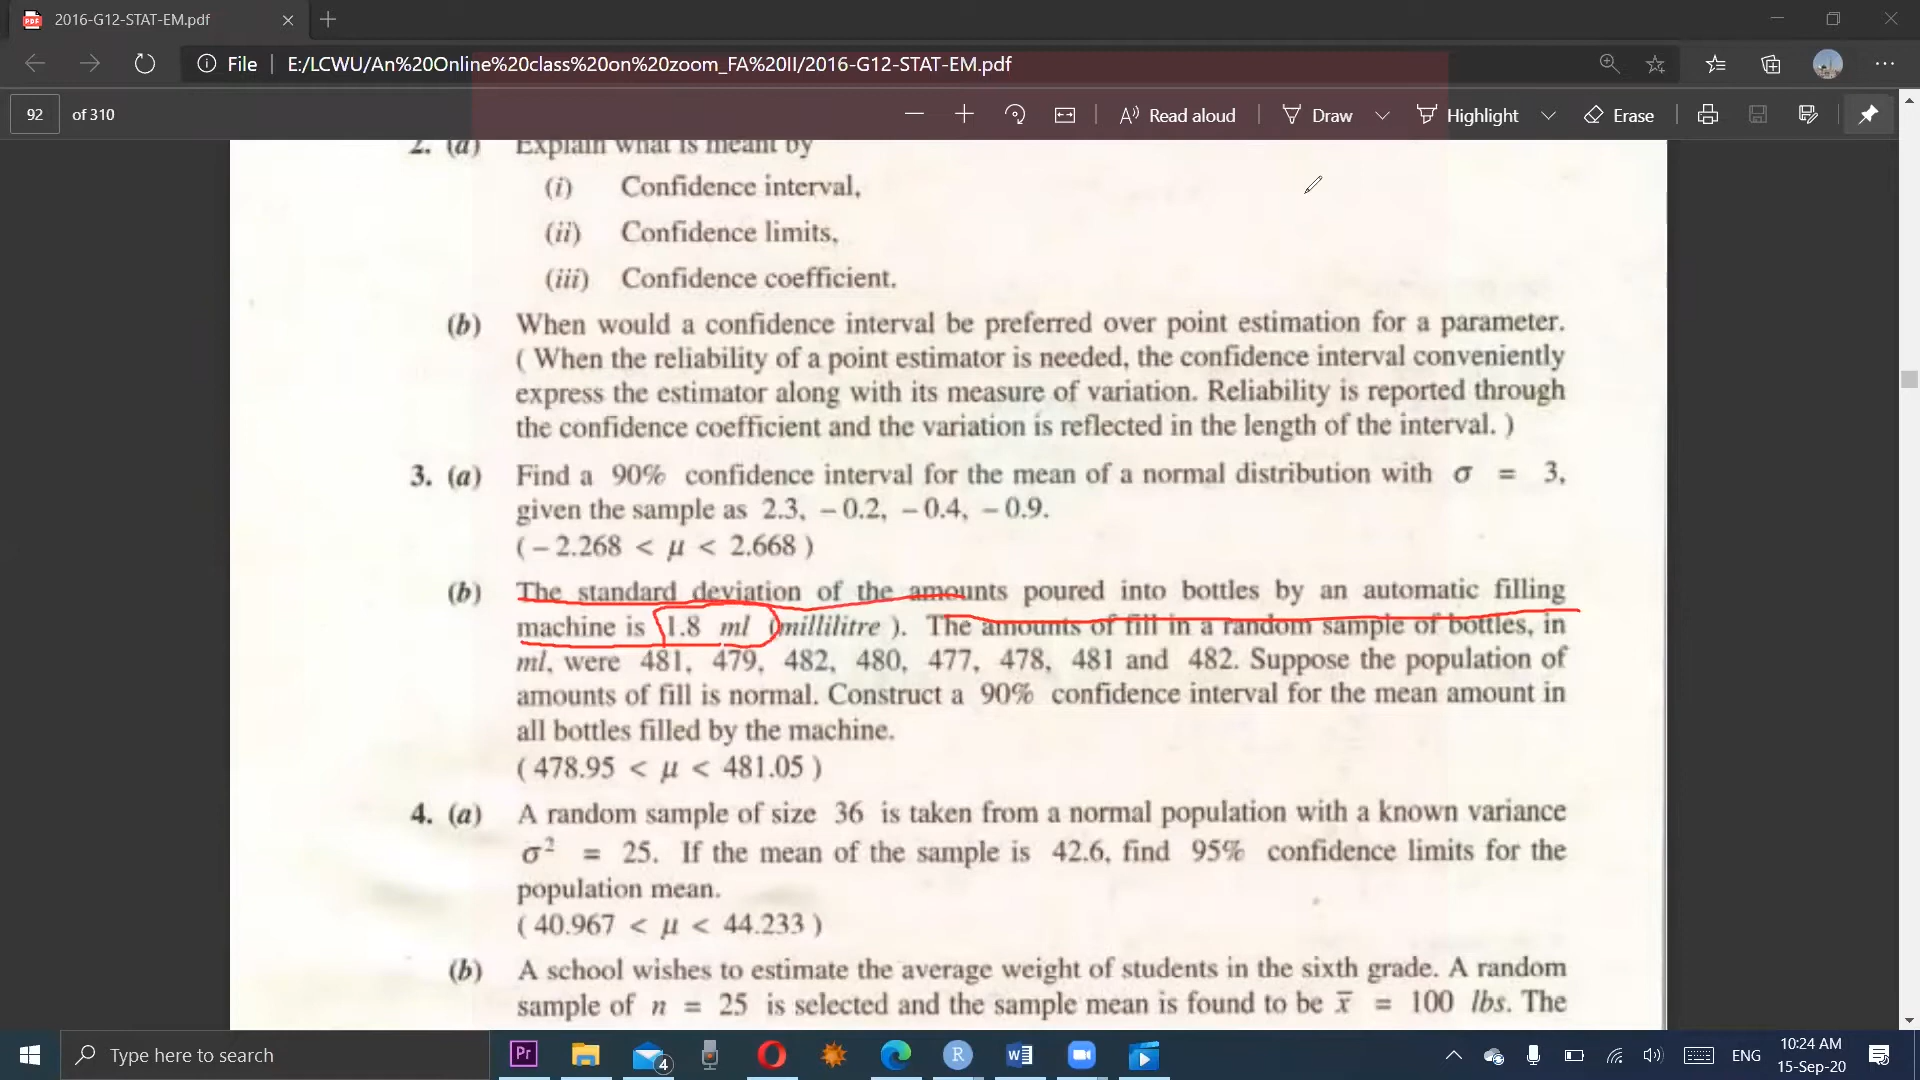 2016-G12-STAT-EM.pdf
File E:/LCWU/An%20Online%20class%20on%20zoom_FA%20II/2016-G12-STAT-EM.pdf
92 of 310 Read aloud Draw Highlight Erase
2. (a) Explain what is meant by
(i) Confidence interval,
(ii) Confidence limits,
(iii) Confidence coefficient.
(b) When would a confidence interval be preferred over point estimation for a parameter.
( When the reliability of a point estimator is needed, the confidence interval conveniently
express the estimator along with its measure of variation. Reliability is reported through
the confidence coefficient and the variation is reflected in the length of the interval. )
3. (a) Find a 90% confidence interval for the mean of a normal distribution with σ = 3,
given the sample as 2.3, – 0.2, – 0.4, – 0.9.
( – 2.268 < μ < 2.668 )
(b) The standard deviation of the amounts poured into bottles by an automatic filling
machine is 1.8 ml ( millilitre ). The amounts of fill in a random sample of bottles, in
ml, were 481, 479, 482, 480, 477, 478, 481 and 482. Suppose the population of
amounts of fill is normal. Construct a 90% confidence interval for the mean amount in
all bottles filled by the machine.
( 478.95 < μ < 481.05 )
4. (a) A random sample of size 36 is taken from a normal population with a known variance
σ² = 25. If the mean of the sample is 42.6, find 95% confidence limits for the
population mean.
( 40.967 < μ < 44.233 )
(b) A school wishes to estimate the average weight of students in the sixth grade. A random
sample of n = 25 is selected and the sample mean is found to be x̄ = 100 lbs. The
Type here to search Pr 4 R W ENG 10:24 AM
15-Sep-20